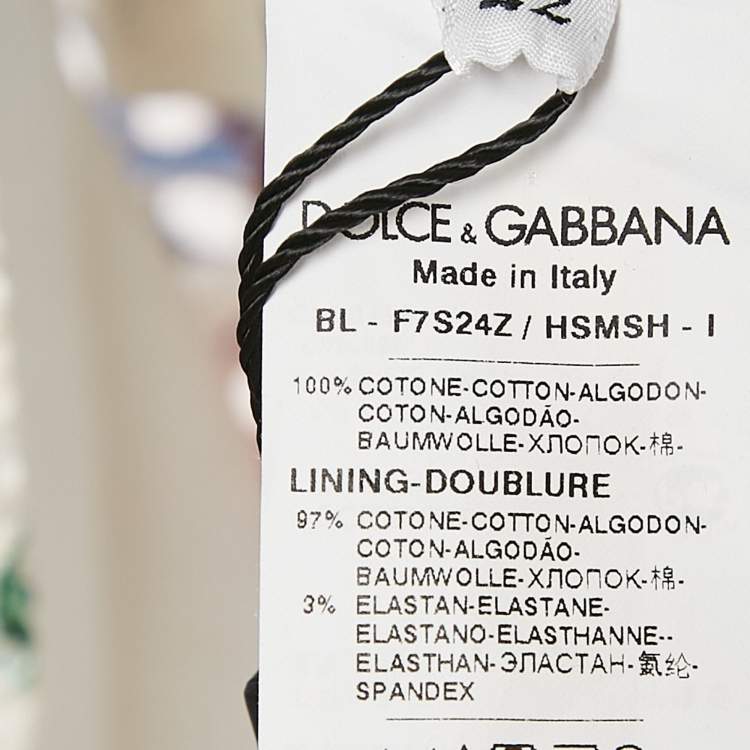 DOLCE & GABBANA
Made in Italy
BL - F7S24Z / HSMSH - I
100% COTONE-COTTON-ALGODON-
COTON-ALGODÃO-
BAUMWOLLE-ХЛОПОК-棉-
LINING-DOUBLURE
97% COTONE-COTTON-ALGODON-
COTON-ALGODÃO-
BAUMWOLLE-ХЛОПОК-棉-
3% ELASTAN-ELASTANE-
ELASTANO-ELASTHANNE--
ELASTHAN-ЭЛАСТАН-氨纶-
SPANDEX